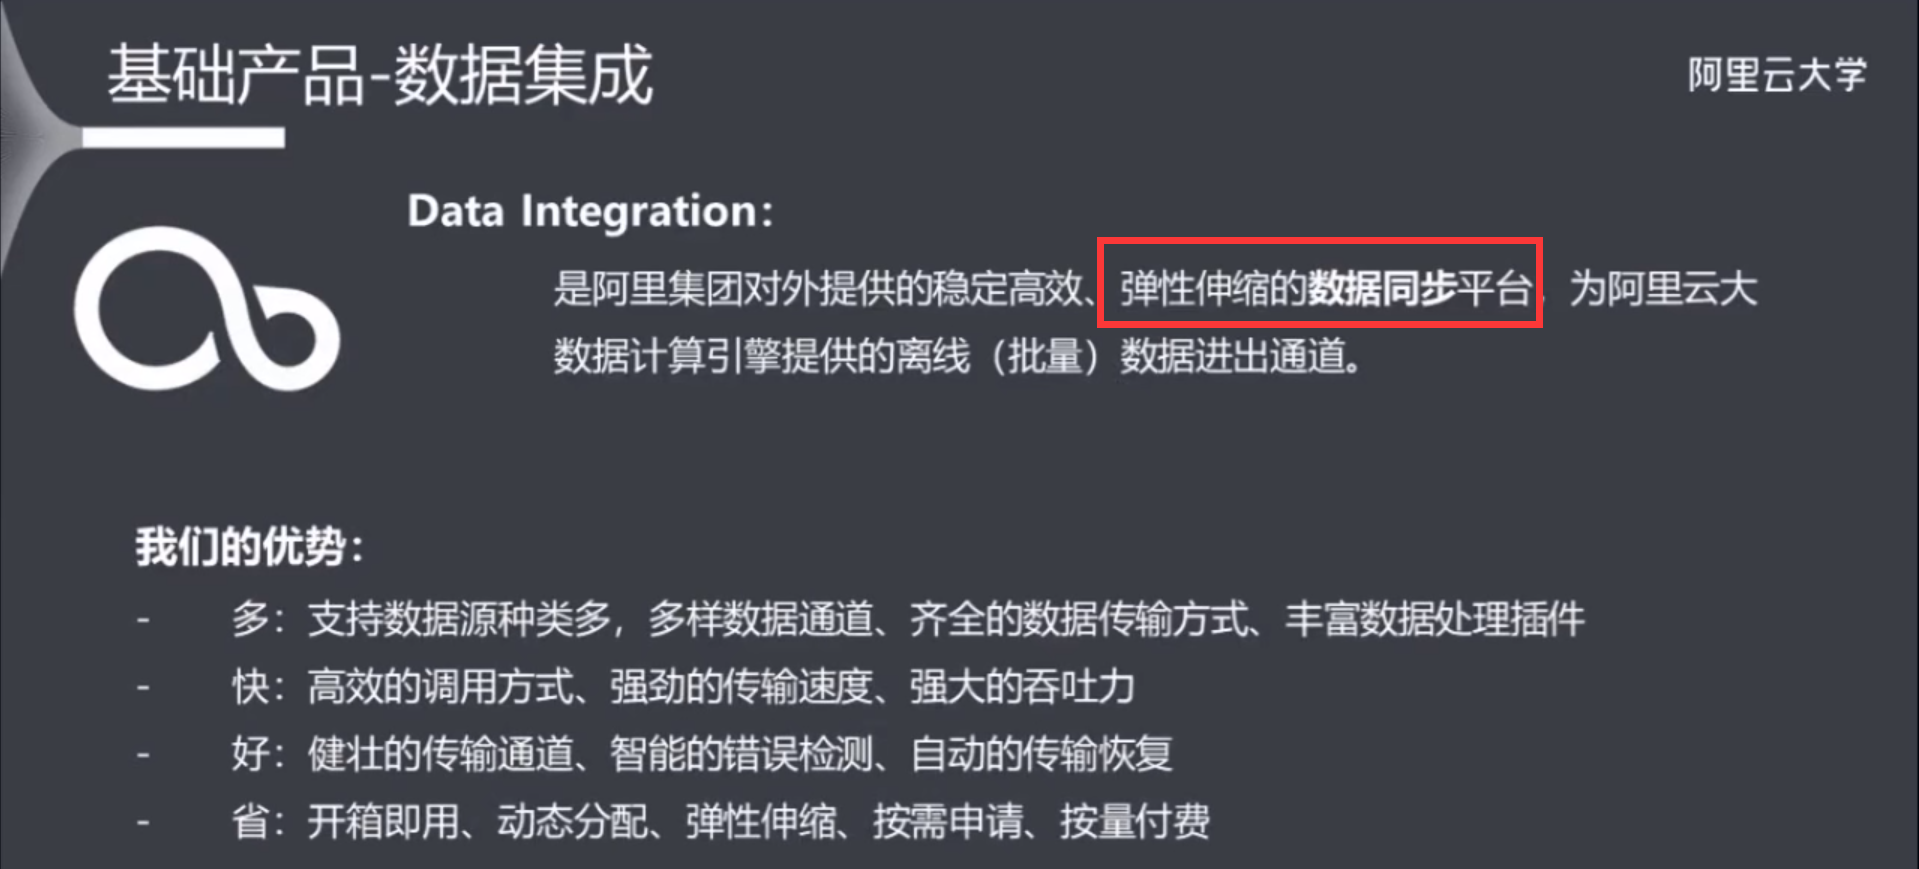 基础产品-数据集成
阿里云大学
Data Integration：
是阿里集团对外提供的稳定高效、弹性伸缩的数据同步平台，为阿里云大
数据计算引擎提供的离线（批量）数据进出通道。
我们的优势：
- 多：支持数据源种类多，多样数据通道、齐全的数据传输方式、丰富数据处理插件
- 快：高效的调用方式、强劲的传输速度、强大的吞吐力
- 好：健壮的传输通道、智能的错误检测、自动的传输恢复
- 省：开箱即用、动态分配、弹性伸缩、按需申请、按量付费